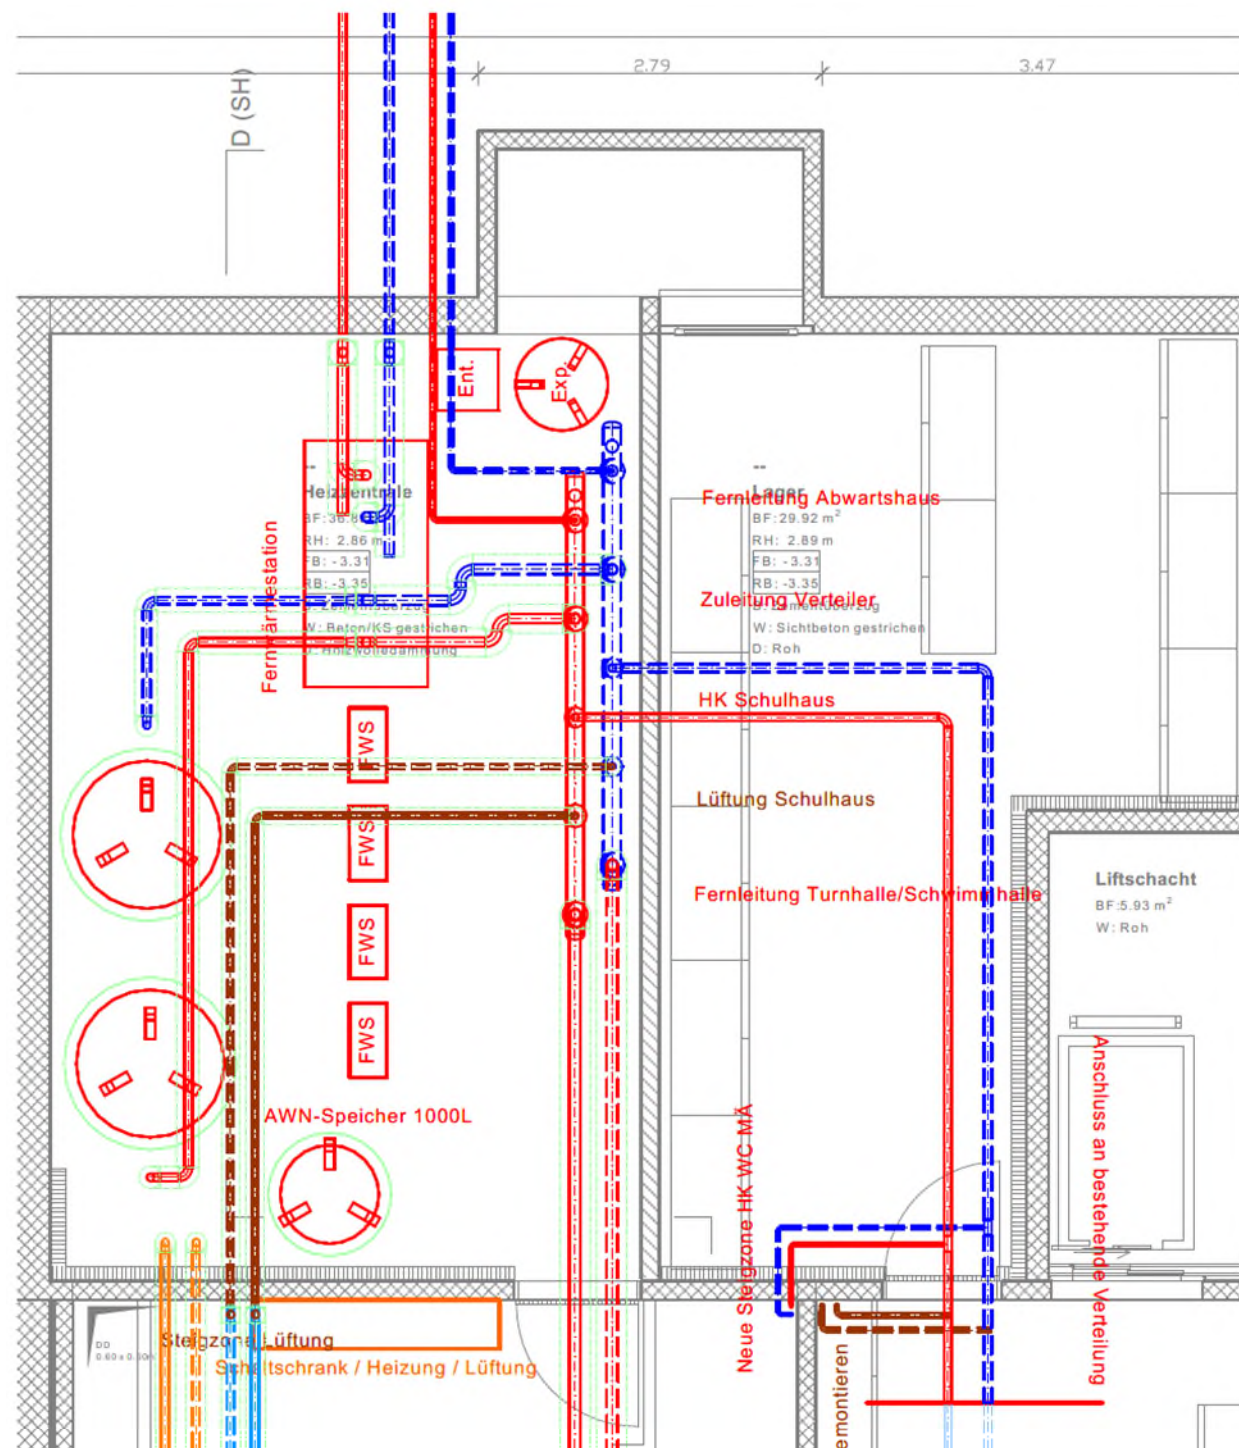 2.79
3.47
D (SH)
Ent.
Exp.
--
Heizzentrale
BF: 36.8
RH: 2.86 m
FB: -3.31
RB: -3.35
W: Beton/KS gestrichen
Fernwärmestation
--
Lager
Fernleitung Abwartshaus
BF: 29.92 m²
RH: 2.89 m
FB: -3.31
RB: -3.35
Zuleitung Verteiler
W: Sichtbeton gestrichen
D: Roh
HK Schulhaus
FWS
Lüftung Schulhaus
FWS
Fernleitung Turnhalle/Schwimmhalle
Liftschacht
BF:5.93 m²
W: Roh
FWS
FWS
AWN-Speicher 1000L
Neue Steigzone HK WC MÄ
Anschluss an bestehende Verteilung
DD
Steigzone Lüftung
Schaltschrank / Heizung / Lüftung
emontieren